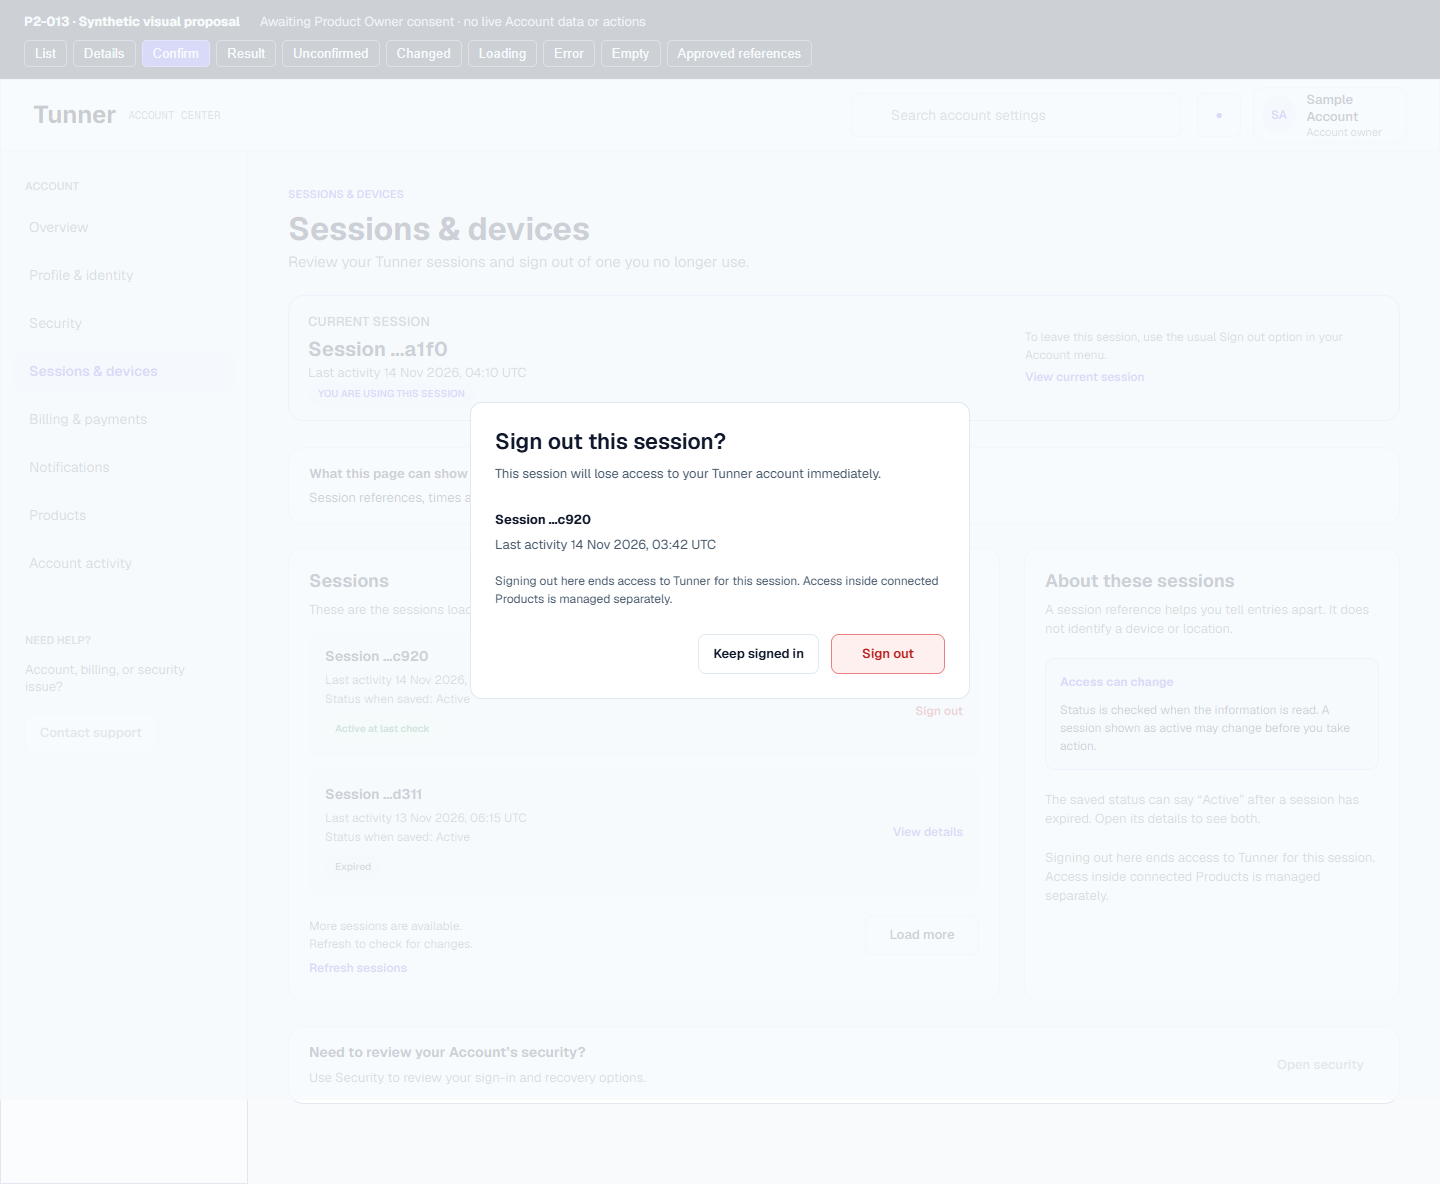 P2-013 · Synthetic visual proposal
Awaiting Product Owner consent · no live Account data or actions
List
Details
Confirm
Result
Unconfirmed
Changed
Loading
Error
Empty
Approved references
Tunner
ACCOUNT CENTER
Search account settings
SA
Sample
Account
Account owner
ACCOUNT
Overview
Profile & identity
Security
Sessions & devices
Billing & payments
Notifications
Products
Account activity
NEED HELP?
Account, billing, or security
issue?
Contact support
SESSIONS & DEVICES
Sessions & devices
Review your Tunner sessions and sign out of one you no longer use.
CURRENT SESSION
Session ...a1f0
Last activity 14 Nov 2026, 04:10 UTC
YOU ARE USING THIS SESSION
To leave this session, use the usual Sign out option in your
Account menu.
View current session
What this page can show
Session references, times a
Sign out this session?
This session will lose access to your Tunner account immediately.
Session ...c920
Last activity 14 Nov 2026, 03:42 UTC
Signing out here ends access to Tunner for this session. Access inside connected
Products is managed separately.
Keep signed in
Sign out
Sessions
These are the sessions load
Session ...c920
Last activity 14 Nov 2026,
Status when saved: Active
Active at last check
Sign out
Session ...d311
Last activity 13 Nov 2026, 06:15 UTC
Status when saved: Active
Expired
View details
More sessions are available.
Refresh to check for changes.
Refresh sessions
Load more
About these sessions
A session reference helps you tell entries apart. It does
not identify a device or location.
Access can change
Status is checked when the information is read. A
session shown as active may change before you take
action.
The saved status can say “Active” after a session has
expired. Open its details to see both.
Signing out here ends access to Tunner for this session.
Access inside connected Products is managed
separately.
Need to review your Account's security?
Use Security to review your sign-in and recovery options.
Open security